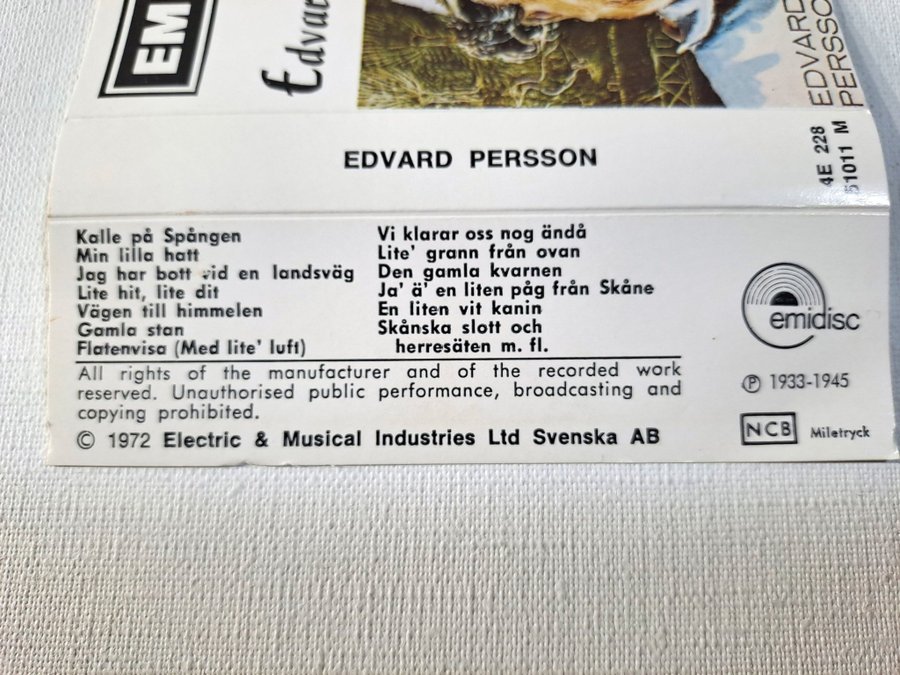 EM
Edva
EDVARD
PERSSO
4E 228
51011 M
EDVARD PERSSON
Kalle på Spången
Min lilla hatt
Jag har bott vid en landsväg
Lite hit, lite dit
Vägen till himmelen
Gamla stan
Flatenvisa (Med lite' luft)
Vi klarar oss nog ändå
Lite' grann från ovan
Den gamla kvarnen
Ja' ä' en liten påg från Skåne
En liten vit kanin
Skånska slott och
herresäten m. fl.
emidisc
All rights of the manufacturer and of the recorded work
reserved. Unauthorised public performance, broadcasting and
copying prohibited.
Ⓟ 1933-1945
© 1972 Electric & Musical Industries Ltd Svenska AB
NCB Miletryck